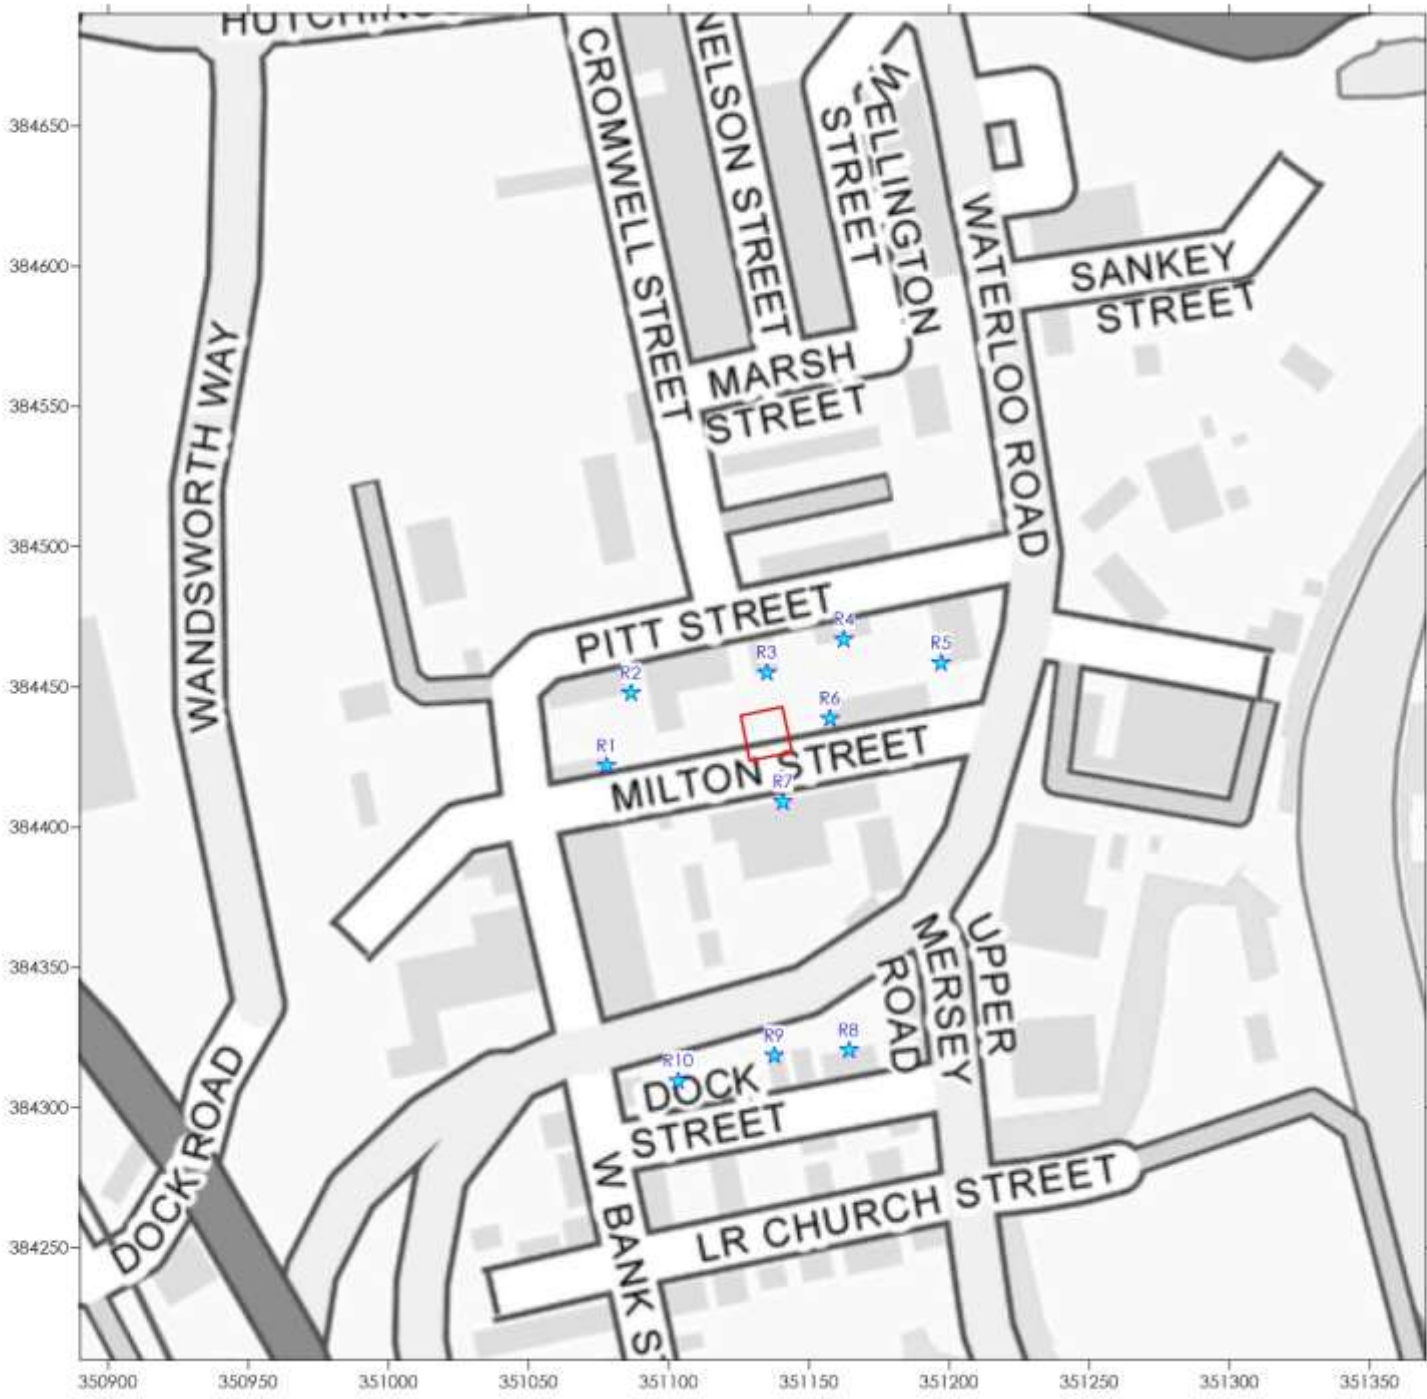 HUTCHINGS
CROMWELL STREET
NELSON STREET
WELLINGTON
STREET
WATERLOO ROAD
SANKEY
STREET
MARSH
STREET
WANDSWORTH WAY
PITT STREET
R4
R3
R5
R2
R6
R1
MILTON STREET
R7
UPPER
MERSEY
ROAD
R8
R9
R10
DOCK
STREET
DOCK ROAD
LR CHURCH STREET
W BANK S
384650
384600
384550
384500
384450
384400
384350
384300
384250
350900
350950
351000
351050
351100
351150
351200
351250
351300
351350